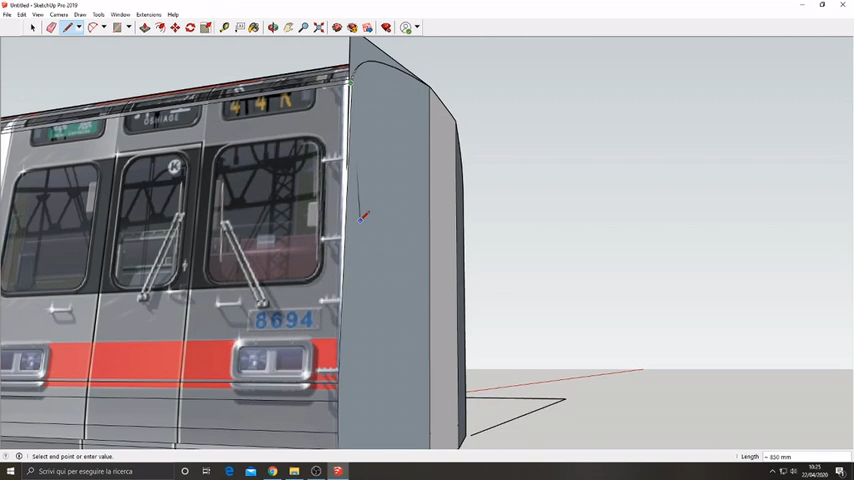 Untitled - SketchUp Pro 2019
File Edit View Camera Draw Tools Window Extensions Help
OSHIAGE
K
8694
Select end point or enter value.
Length ~ 850 mm
Scrivi qui per eseguire la ricerca
10:25
22/04/2020